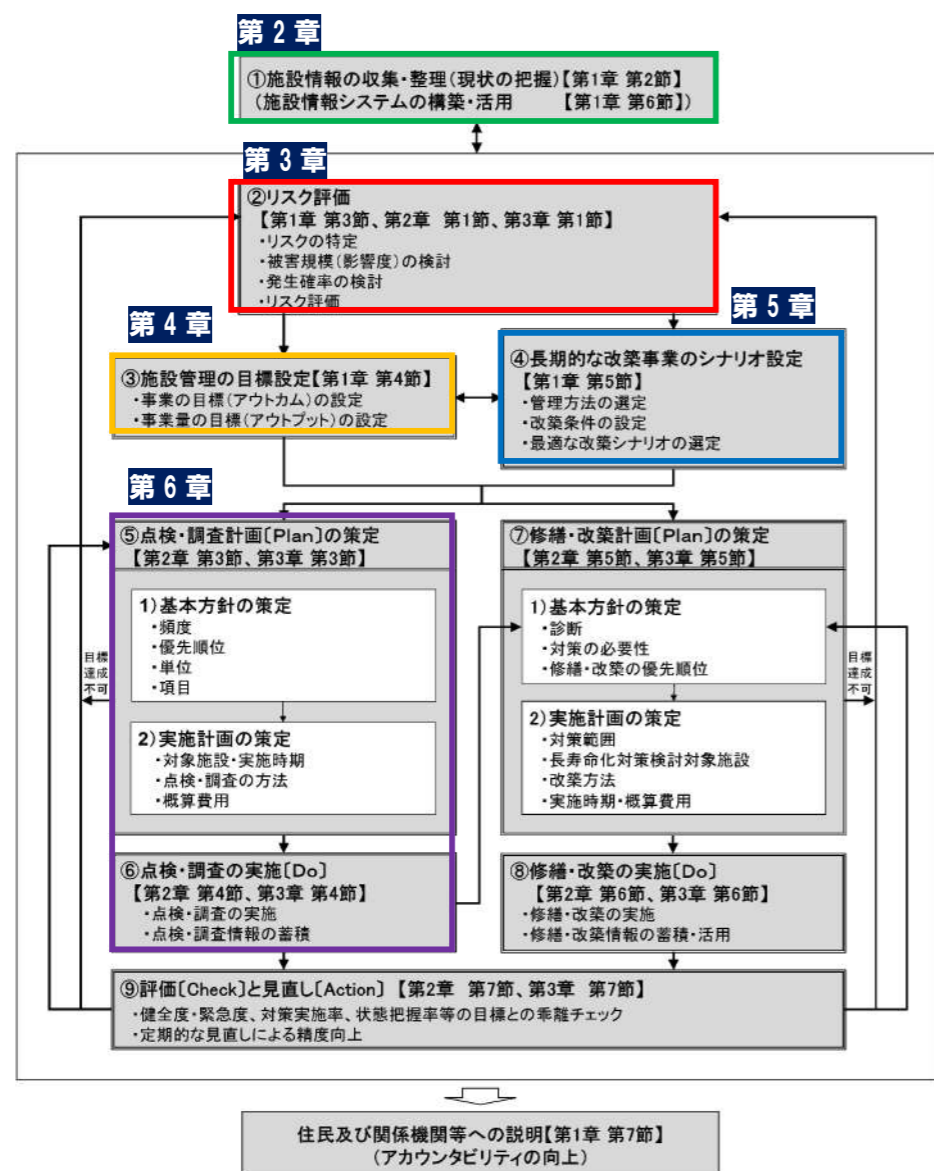 第2章
①施設情報の収集・整理(現状の把握)【第1章 第2節】
(施設情報システムの構築・活用　　【第1章 第6節】)
第3章
②リスク評価
【第1章 第3節、第2章　第1節、第3章 第1節】
・リスクの特定
・被害規模(影響度)の検討
・発生確率の検討
・リスク評価
第4章
③施設管理の目標設定【第1章 第4節】
・事業の目標(アウトカム)の設定
・事業量の目標(アウトプット)の設定
第5章
④長期的な改築事業のシナリオ設定
【第1章 第5節】
・管理方法の選定
・改築条件の設定
・最適な改築シナリオの選定
第6章
⑤点検・調査計画〔Plan〕の策定
【第2章 第3節、第3章 第3節】
1)基本方針の策定
・頻度
・優先順位
・単位
・項目
2)実施計画の策定
・対象施設・実施時期
・点検・調査の方法
・概算費用
目標
達成
不可
⑥点検・調査の実施〔Do〕
【第2章 第4節、第3章 第4節】
・点検・調査の実施
・点検・調査情報の蓄積
⑦修繕・改築計画〔Plan〕の策定
【第2章 第5節、第3章 第5節】
1)基本方針の策定
・診断
・対策の必要性
・修繕・改築の優先順位
2)実施計画の策定
・対策範囲
・長寿命化対策検討対象施設
・改築方法
・実施時期・概算費用
目標
達成
不可
⑧修繕・改築の実施〔Do〕
【第2章 第6節、第3章 第6節】
・修繕・改築の実施
・修繕・改築情報の蓄積・活用
⑨評価〔Check〕と見直し〔Action〕【第2章　第7節、第3章　第7節】
・健全度・緊急度、対策実施率、状態把握率等の目標との乖離チェック
・定期的な見直しによる精度向上
住民及び関係機関等への説明【第1章 第7節】
(アカウンタビリティの向上)